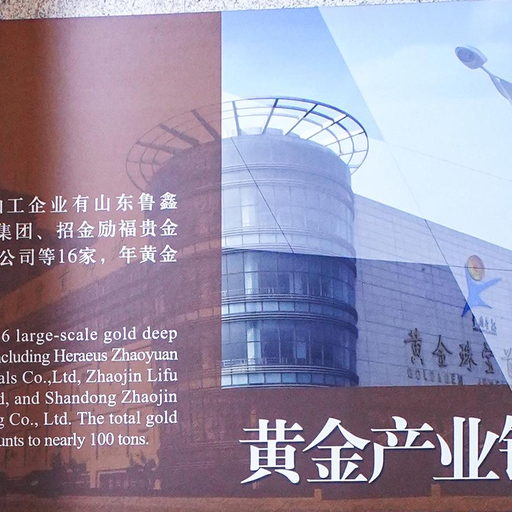 工企业有山东鲁鑫
集团、招金励福贵金
公司等16家，年黄金
6 large-scale gold deep
cluding Heraeus Zhaoyuan
als Co.,Ltd, Zhaojin Lifu
d, and Shandong Zhaojin
g Co., Ltd. The total gold
unts to nearly 100 tons.
黄金珠宝
黄金产业